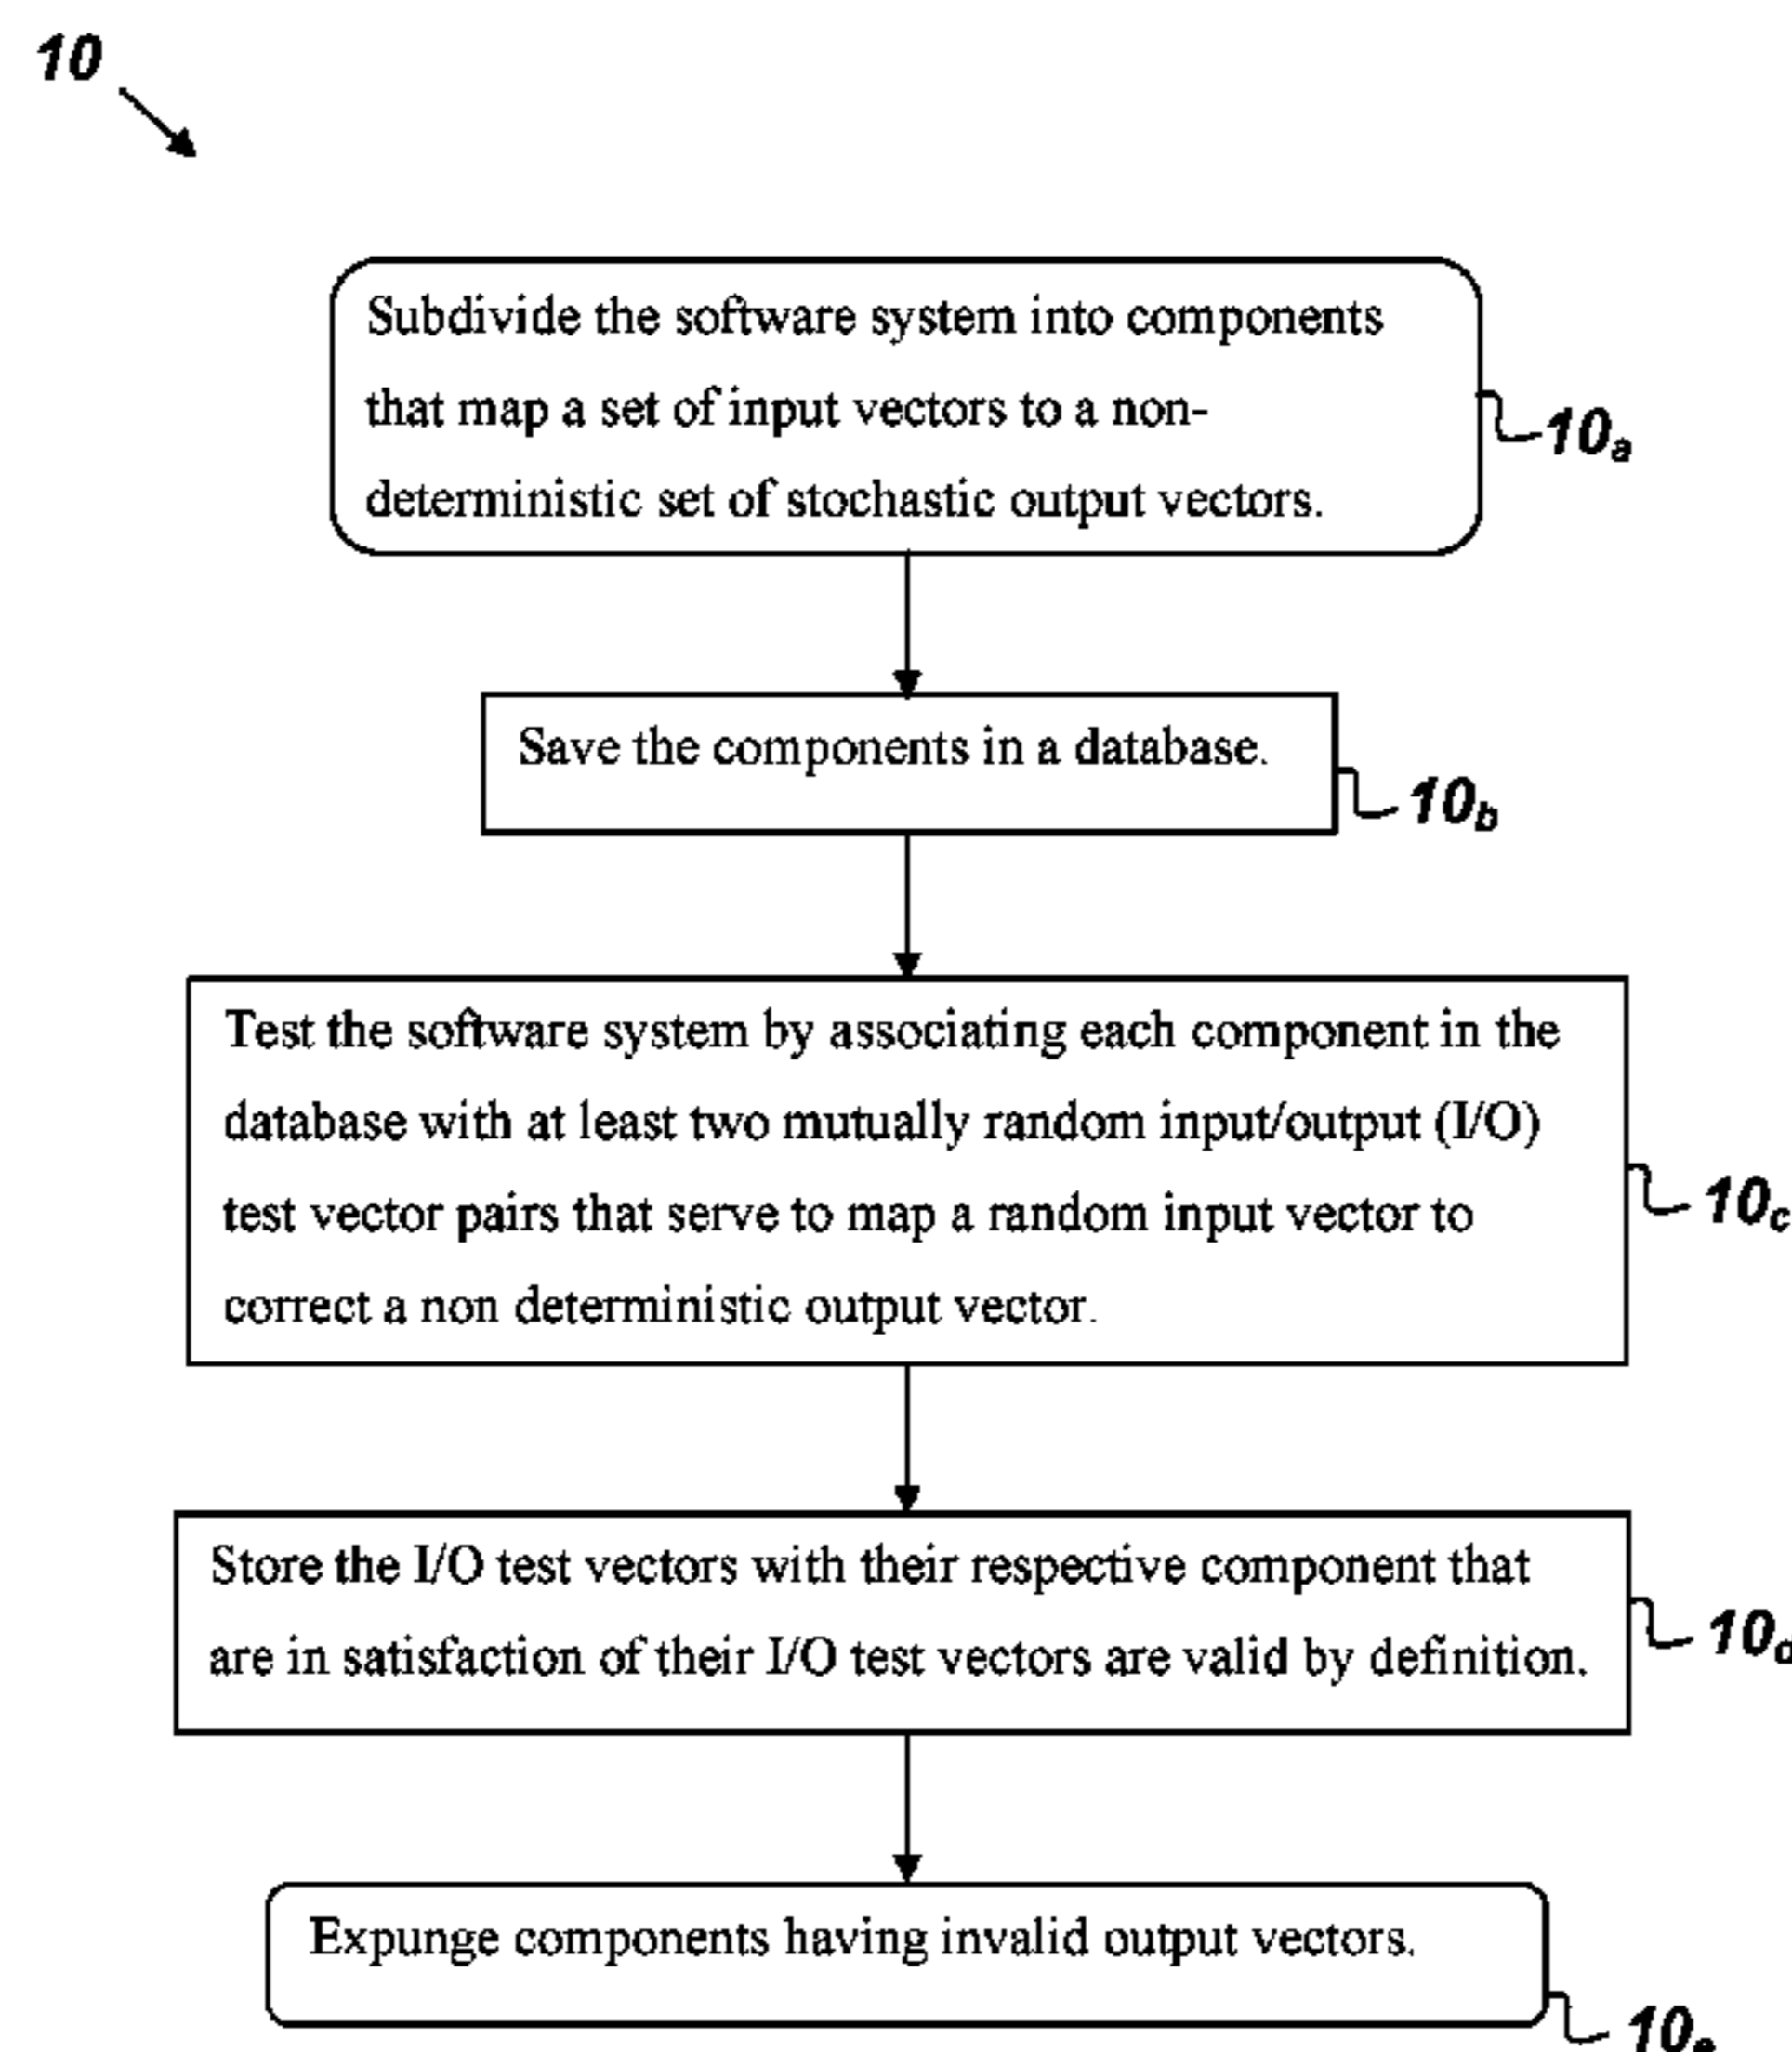 10
Subdivide the software system into components
that map a set of input vectors to a non-
deterministic set of stochastic output vectors.
10a
Save the components in a database.
10b
Test the software system by associating each component in the
database with at least two mutually random input/output (I/O)
test vector pairs that serve to map a random input vector to
correct a non deterministic output vector.
10c
Store the I/O test vectors with their respective component that
are in satisfaction of their I/O test vectors are valid by definition.
10d
Expunge components having invalid output vectors.
10e